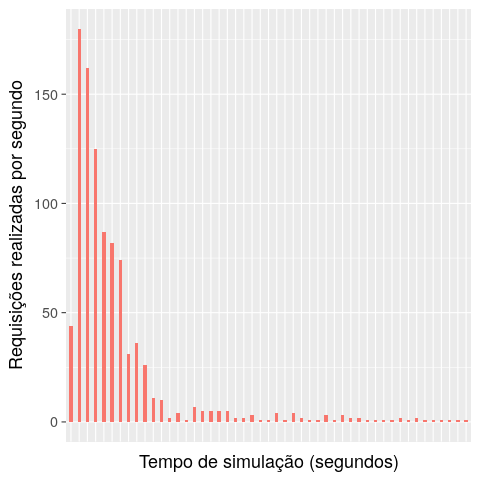 Requisições realizadas por segundo
150
100
50
0
Tempo de simulação (segundos)